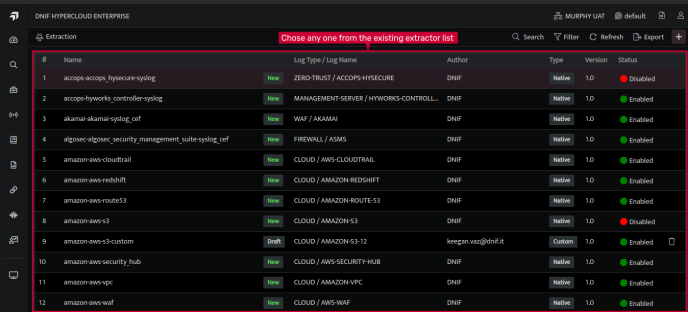 DNIF HYPERCLOUD ENTERPRISE MURPHY UAT default
Extraction Chose any one from the existing extractor list Search Filter Refresh Export +
# Name Log Type / Log Name Author Type Version Status
1 accops-accops_hysecure-syslog New ZERO-TRUST / ACCOPS-HYSECURE DNIF Native 1.0 Disabled
2 accops-hyworks_controller-syslog New MANAGEMENT-SERVER / HYWORKS-CONTROLL... DNIF Native 1.0 Enabled
3 akamai-akamai-syslog_cef New WAF / AKAMAI DNIF Native 1.0 Enabled
4 algosec-algosec_security_management_suite-syslog_cef New FIREWALL / ASMS DNIF Native 1.0 Enabled
5 amazon-aws-cloudtrail New CLOUD / AWS-CLOUDTRAIL DNIF Native 1.0 Enabled
6 amazon-aws-redshift New CLOUD / AMAZON-REDSHIFT DNIF Native 1.0 Enabled
7 amazon-aws-route53 New CLOUD / AMAZON-ROUTE-53 DNIF Native 1.0 Enabled
8 amazon-aws-s3 New CLOUD / AMAZON-S3 DNIF Native 1.0 Disabled
9 amazon-aws-s3-custom Draft CLOUD / AMAZON-S3-12 keegan.vaz@dnif.it Custom 1.0 Enabled
10 amazon-aws-security_hub New CLOUD / AWS-SECURITY-HUB DNIF Native 1.0 Enabled
11 amazon-aws-vpc New CLOUD / AMAZON-VPC DNIF Native 1.0 Enabled
12 amazon-aws-waf New CLOUD / AWS-WAF DNIF Native 1.0 Enabled